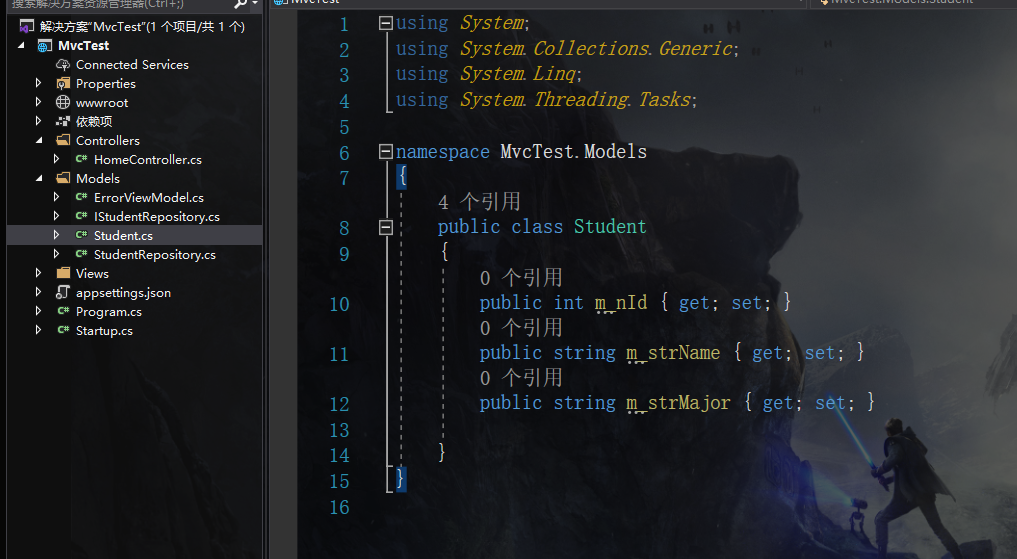 搜索解决方案资源管理器(Ctrl+;)
解决方案"MvcTest"(1 个项目/共 1 个)
MvcTest
Connected Services
Properties
wwwroot
依赖项
Controllers
C# HomeController.cs
Models
C# ErrorViewModel.cs
C# IStudentRepository.cs
C# Student.cs
C# StudentRepository.cs
Views
appsettings.json
C# Program.cs
C# Startup.cs
MvcTest
MvcTest.Models.Student
1 using System;
2 using System.Collections.Generic;
3 using System.Linq;
4 using System.Threading.Tasks;
5
6 namespace MvcTest.Models
7 {
4 个引用
8 public class Student
9 {
0 个引用
10 public int m_nId { get; set; }
0 个引用
11 public string m_strName { get; set; }
0 个引用
12 public string m_strMajor { get; set; }
13
14 }
15 }
16